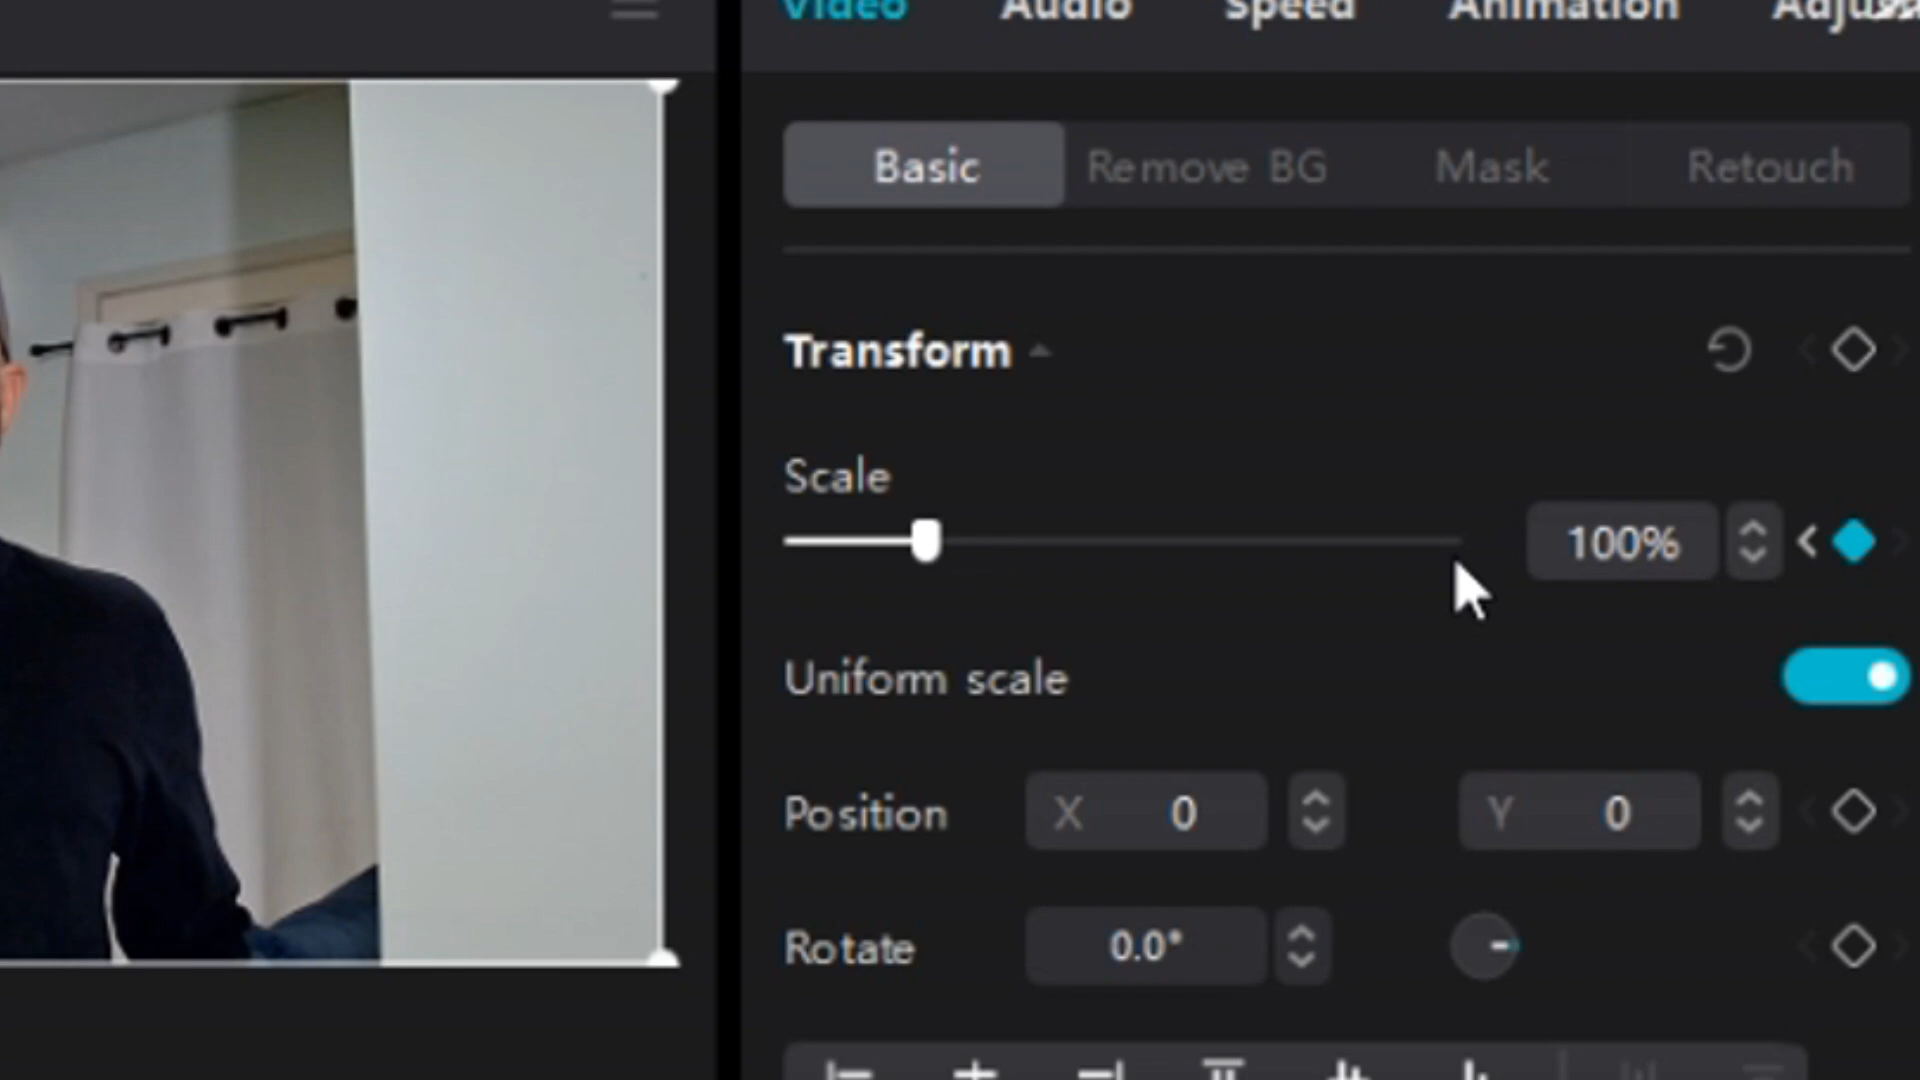 Video Audio Speed Animation
Basic Remove BG Mask Retouch
Transform
Scale
100%
Uniform scale
Position X 0 Y 0
Rotate 0.0°